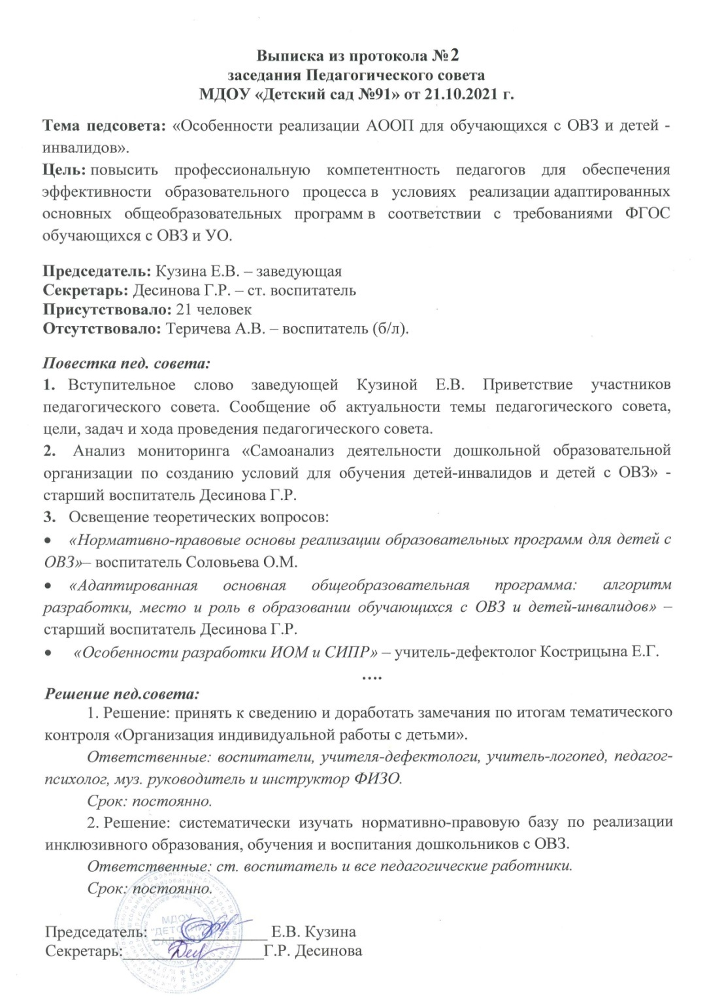 Выписка из протокола №2
заседания Педагогического совета
МДОУ «Детский сад №91» от 21.10.2021 г.
Тема педсовета: «Особенности реализации АООП для обучающихся с ОВЗ и детей -
инвалидов».
Цель: повысить профессиональную компетентность педагогов для обеспечения
эффективности образовательного процесса в условиях реализации адаптированных
основных общеобразовательных программ в соответствии с требованиями ФГОС
обучающихся с ОВЗ и УО.
Председатель: Кузина Е.В. – заведующая
Секретарь: Десинова Г.Р. – ст. воспитатель
Присутствовало: 21 человек
Отсутствовало: Теричева А.В. – воспитатель (б/л).
Повестка пед. совета:
1. Вступительное слово заведующей Кузиной Е.В. Приветствие участников
педагогического совета. Сообщение об актуальности темы педагогического совета,
цели, задач и хода проведения педагогического совета.
2. Анализ мониторинга «Самоанализ деятельности дошкольной образовательной
организации по созданию условий для обучения детей-инвалидов и детей с ОВЗ» -
старший воспитатель Десинова Г.Р.
3. Освещение теоретических вопросов:
• «Нормативно-правовые основы реализации образовательных программ для детей с
ОВЗ»– воспитатель Соловьева О.М.
• «Адаптированная основная общеобразовательная программа: алгоритм
разработки, место и роль в образовании обучающихся с ОВЗ и детей-инвалидов» –
старший воспитатель Десинова Г.Р.
• «Особенности разработки ИОМ и СИПР» – учитель-дефектолог Кострицына Е.Г.
....
Решение пед.совета:
1. Решение: принять к сведению и доработать замечания по итогам тематического
контроля «Организация индивидуальной работы с детьми».
Ответственные: воспитатели, учителя-дефектологи, учитель-логопед, педагог-
психолог, муз. руководитель и инструктор ФИЗО.
Срок: постоянно.
2. Решение: систематически изучать нормативно-правовую базу по реализации
инклюзивного образования, обучения и воспитания дошкольников с ОВЗ.
Ответственные: ст. воспитатель и все педагогические работники.
Срок: постоянно.
МДОУ
"ДЕТСКИЙ
САД №91"
Председатель: ______________ Е.В. Кузина
Секретарь:_________________Г.Р. Десинова